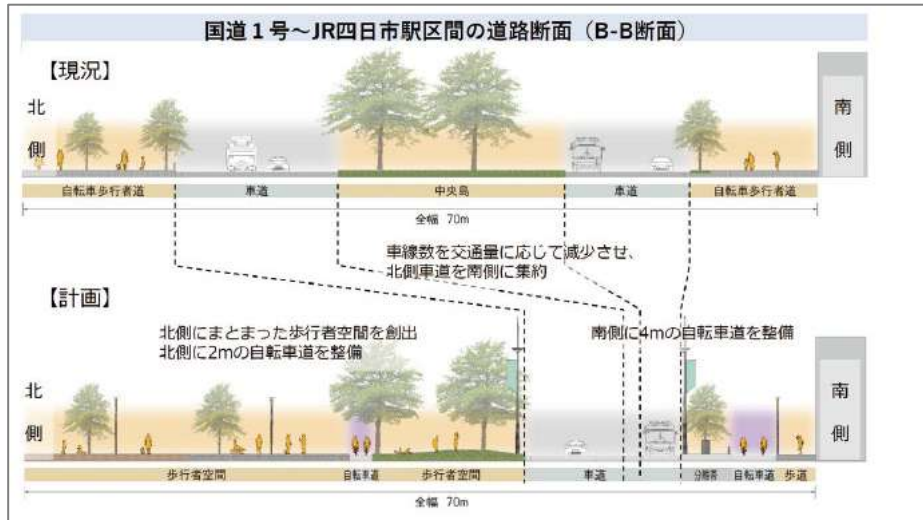 国道１号～JR四日市駅区間の道路断面（B-B断面）
【現況】
北側
南側
自転車歩行者道
車道
中央島
車道
自転車歩行者道
全幅 70m
車線数を交通量に応じて減少させ、
北側車道を南側に集約
【計画】
北側にまとまった歩行者空間を創出
北側に2mの自転車道を整備
南側に4mの自転車道を整備
北側
南側
歩行者空間
自転車道
歩行者空間
車道
分離帯
自転車道
歩道
全幅 70m